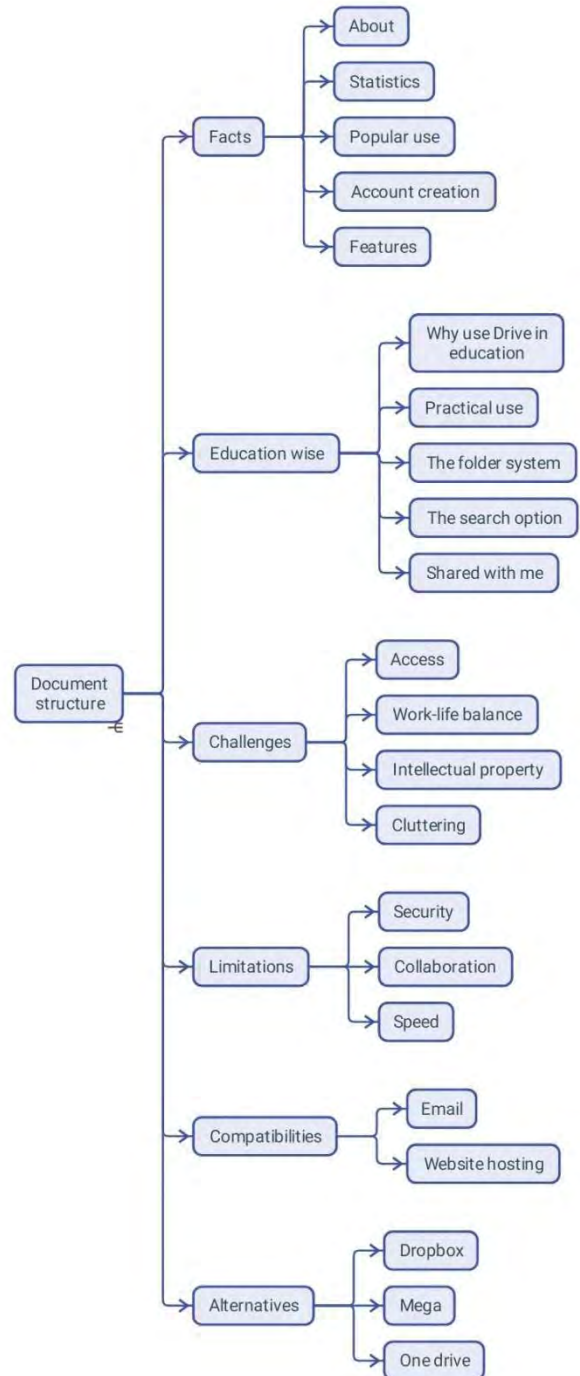 Document
structure
Facts
About
Statistics
Popular use
Account creation
Features
Education wise
Why use Drive in
education
Practical use
The folder system
The search option
Shared with me
Challenges
Access
Work-life balance
Intellectual property
Cluttering
Limitations
Security
Collaboration
Speed
Compatibilities
Email
Website hosting
Alternatives
Dropbox
Mega
One drive